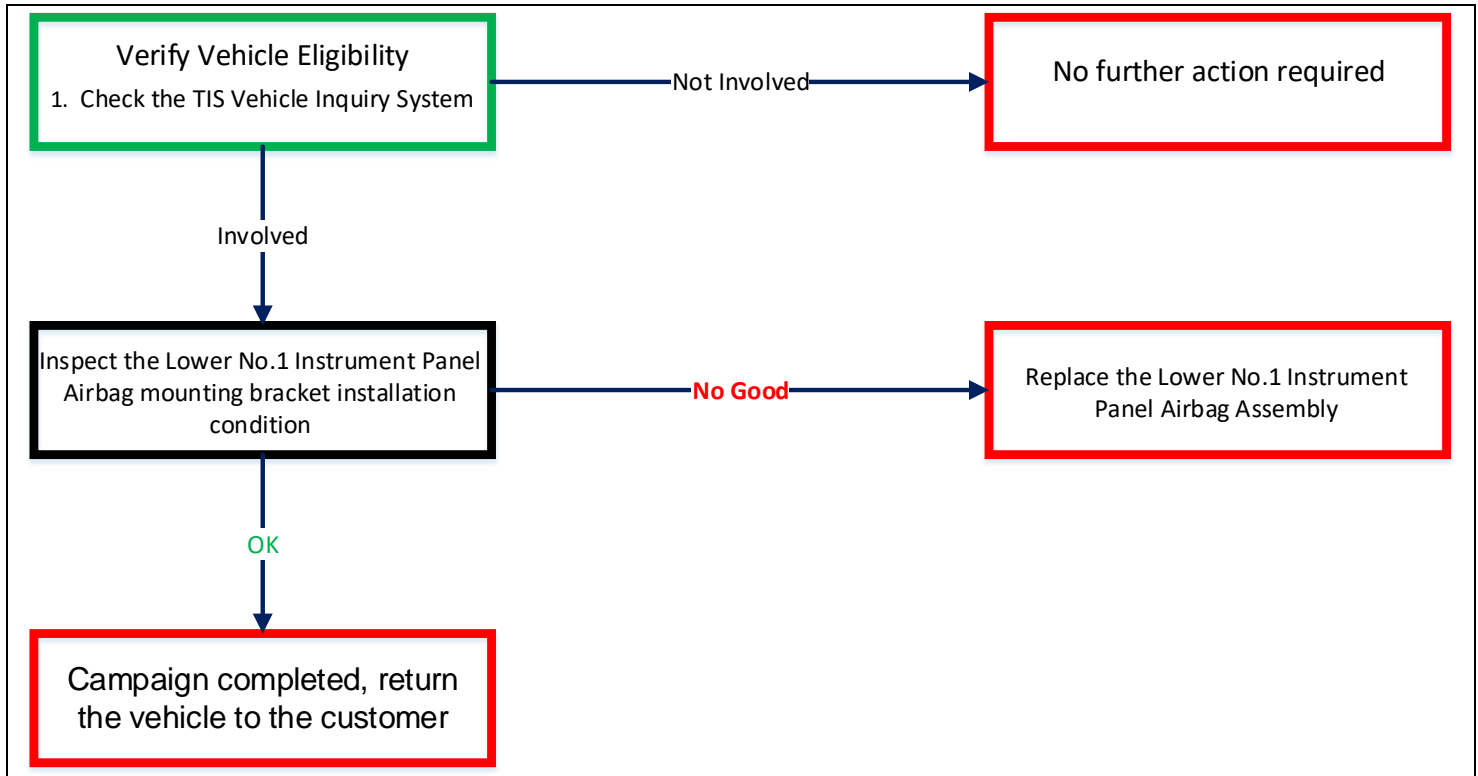 Verify Vehicle Eligibility
1. Check the TIS Vehicle Inquiry System
Not Involved
No further action required
Involved
Inspect the Lower No.1 Instrument Panel
Airbag mounting bracket installation
condition
No Good
Replace the Lower No.1 Instrument
Panel Airbag Assembly
OK
Campaign completed, return
the vehicle to the customer